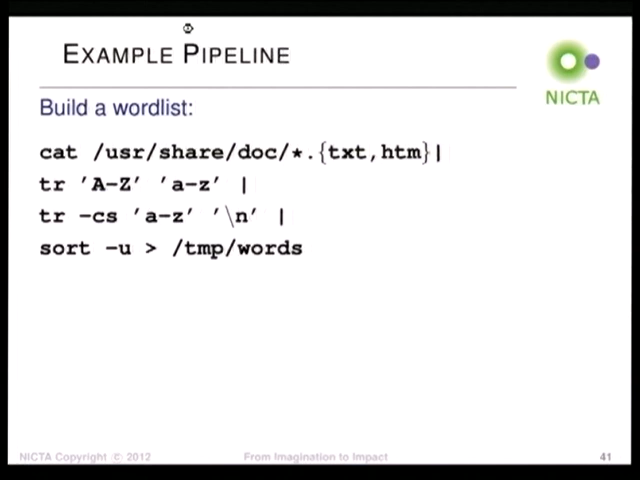 EXAMPLE PIPELINE
NICTA
Build a wordlist:
cat /usr/share/doc/*.{txt,htm}|
tr 'A-Z' 'a-z' |
tr -cs 'a-z' '\n' |
sort -u > /tmp/words
NICTA Copyright © 2012
From Imagination to Impact
41